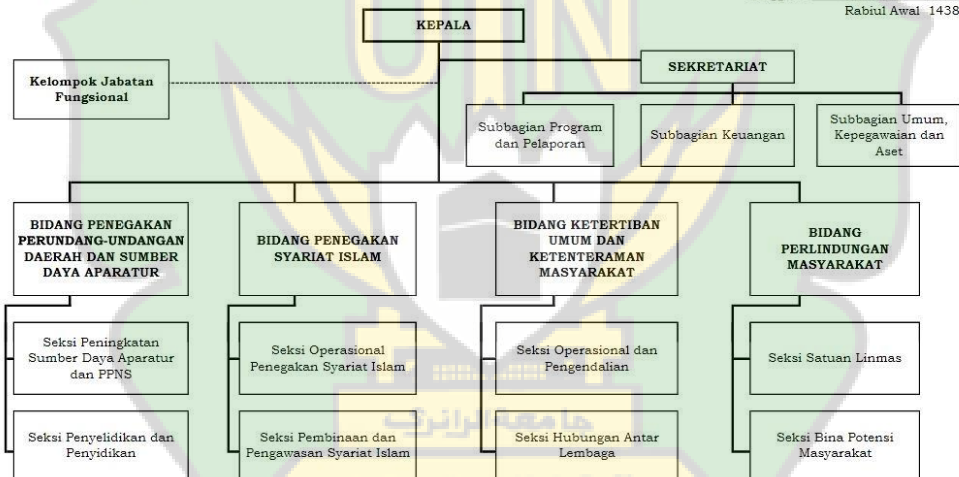 Rabiul Awal 1438
KEPALA
SEKRETARIAT
Kelompok Jabatan
Fungsional
Subbagian Program
dan Pelaporan
Subbagian Keuangan
Subbagian Umum,
Kepegawaian dan
Aset
BIDANG PENEGAKAN
PERUNDANG-UNDANGAN
DAERAH DAN SUMBER
DAYA APARATUR
BIDANG PENEGAKAN
SYARIAT ISLAM
BIDANG KETERTIBAN
UMUM DAN
KETENTERAMAN
MASYARAKAT
BIDANG
PERLINDUNGAN
MASYARAKAT
Seksi Peningkatan
Sumber Daya Aparatur
dan PPNS
Seksi Operasional
Penegakan Syariat Islam
Seksi Operasional dan
Pengendalian
Seksi Satuan Linmas
Seksi Penyelidikan dan
Penyidikan
Seksi Pembinaan dan
Pengawasan Syariat Islam
Seksi Hubungan Antar
Lembaga
Seksi Bina Potensi
Masyarakat
UIN
جامعة الرانري